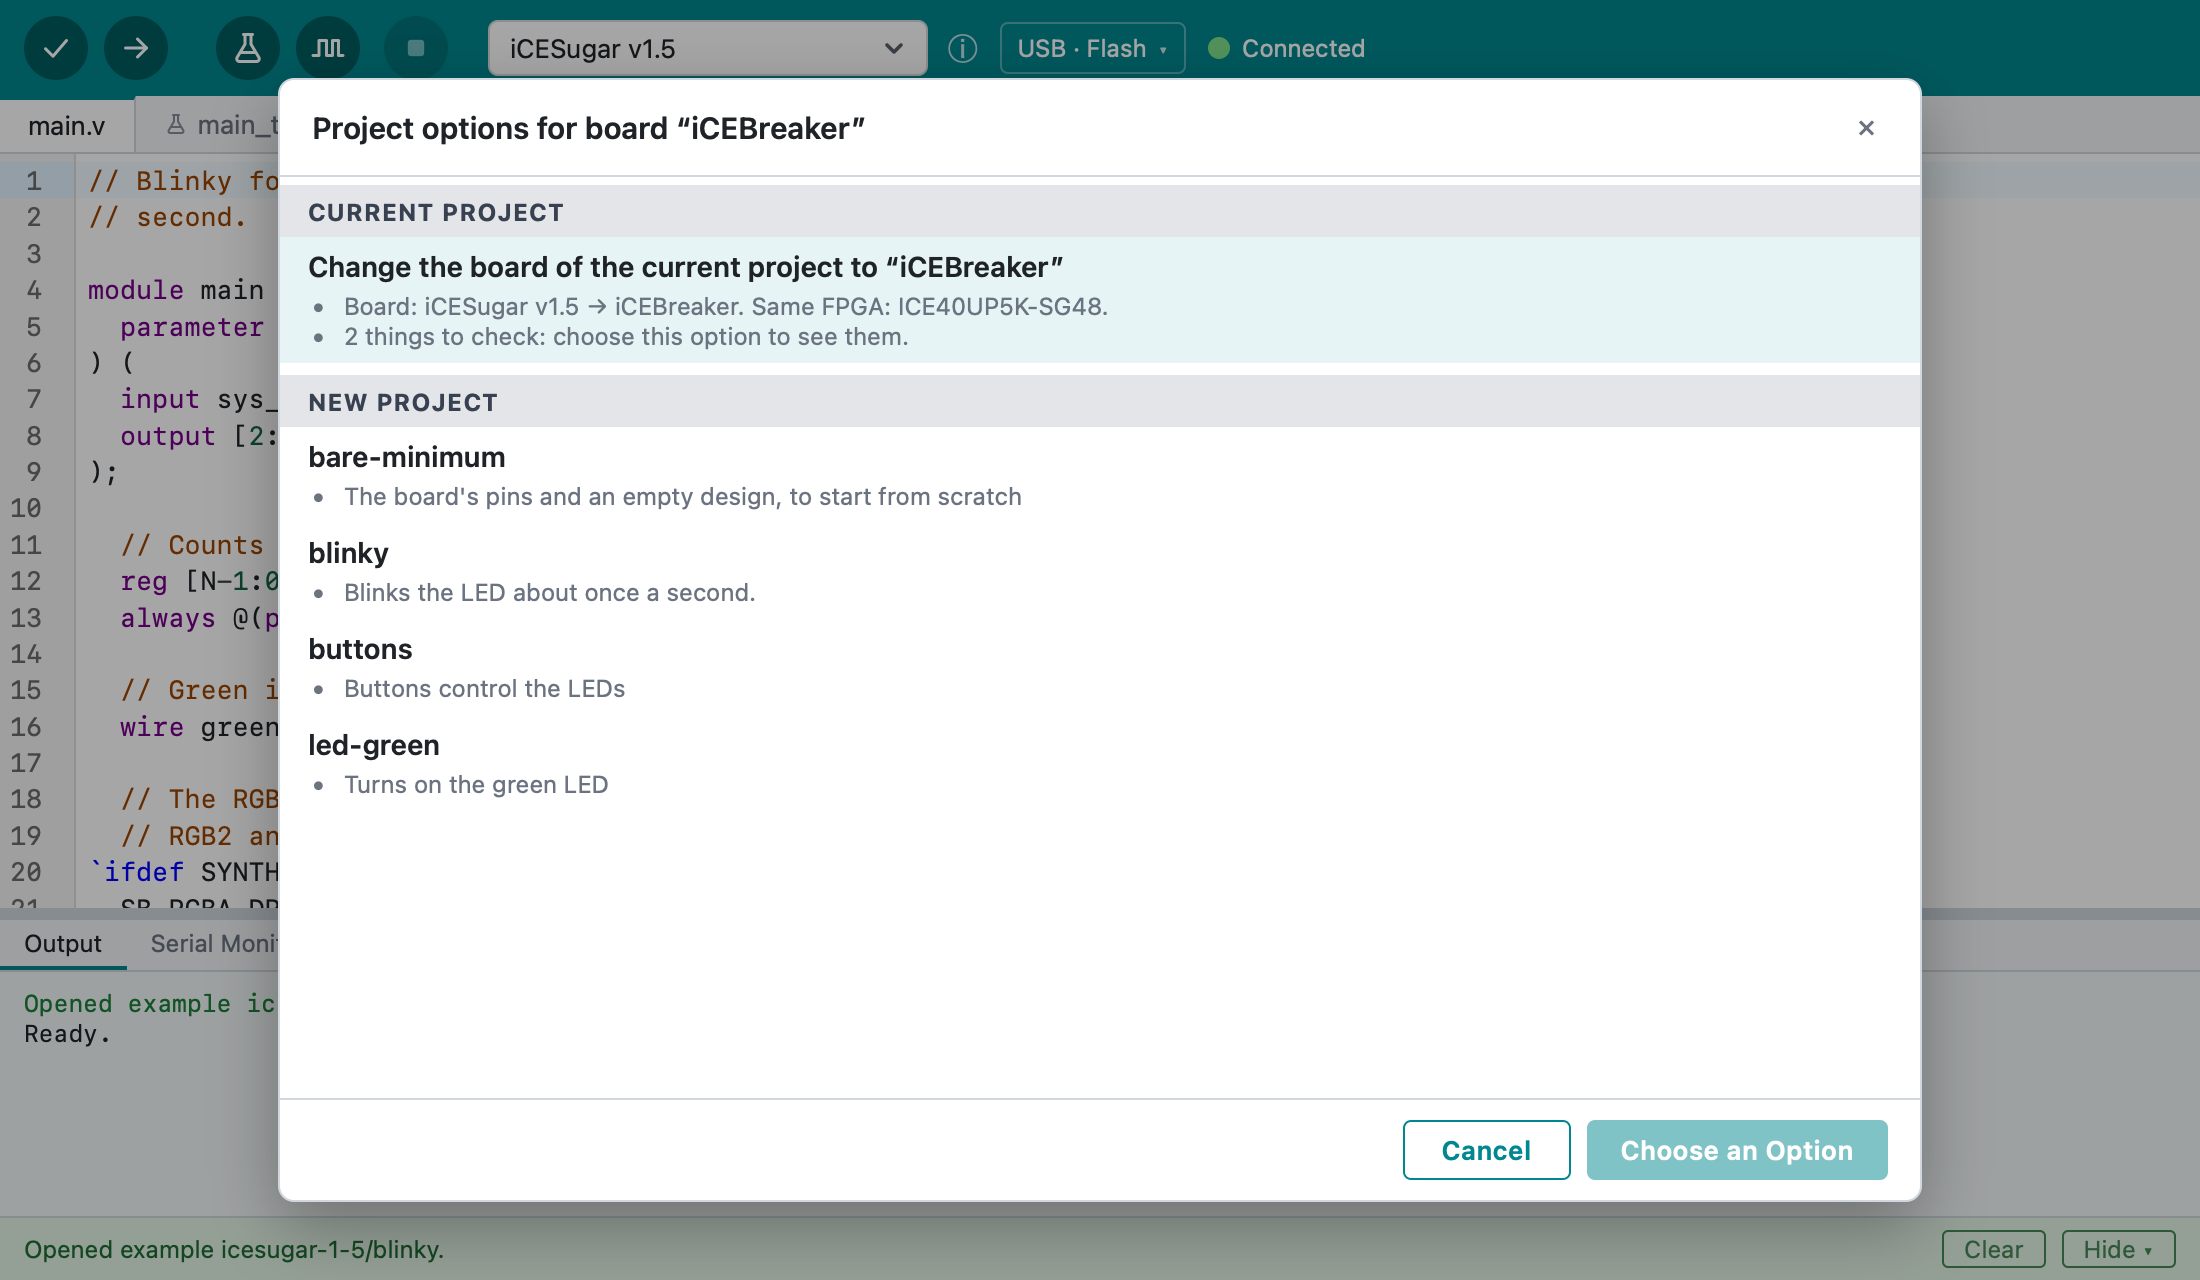 iCESugar v1.5
USB · Flash
Connected
main.v
main_t
Project options for board “iCEBreaker”
CURRENT PROJECT
Change the board of the current project to “iCEBreaker”
• Board: iCESugar v1.5 → iCEBreaker. Same FPGA: ICE40UP5K-SG48.
• 2 things to check: choose this option to see them.
NEW PROJECT
bare-minimum
• The board's pins and an empty design, to start from scratch
blinky
• Blinks the LED about once a second.
buttons
• Buttons control the LEDs
led-green
• Turns on the green LED
Cancel
Choose an Option
1 // Blinky fo
2 // second.
3
4 module main
5 parameter
6 ) (
7 input sys_
8 output [2:
9 );
10
11 // Counts
12 reg [N-1:0
13 always @(p
14
15 // Green i
16 wire green
17
18 // The RGB
19 // RGB2 an
20 `ifdef SYNTH
21 SB_RGBA_DR
Output
Serial Moni
Opened example ic
Ready.
Opened example icesugar-1-5/blinky.
Clear
Hide